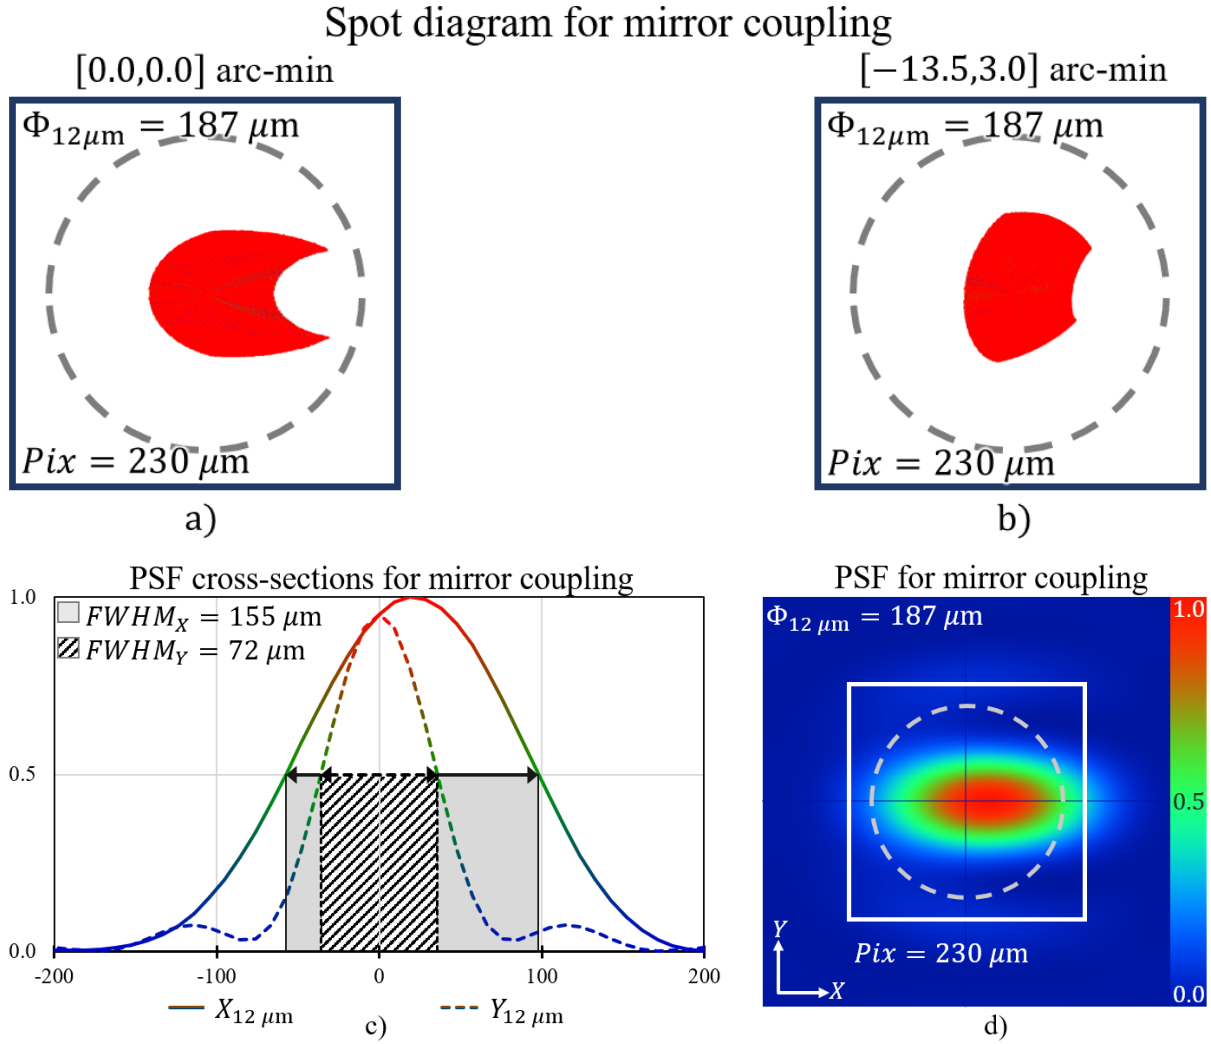 Spot diagram for mirror coupling
[0.0,0.0] arc-min
Φ12μm = 187 μm
Pix = 230 μm
a)
[−13.5,3.0] arc-min
Φ12μm = 187 μm
Pix = 230 μm
b)
PSF cross-sections for mirror coupling
FWHMX = 155 μm
FWHMY = 72 μm
1.0
0.5
0.0
-200
-100
0
100
200
X12 μm
Y12 μm
c)
PSF for mirror coupling
Φ12 μm = 187 μm
1.0
0.5
0.0
Y
X
Pix = 230 μm
d)